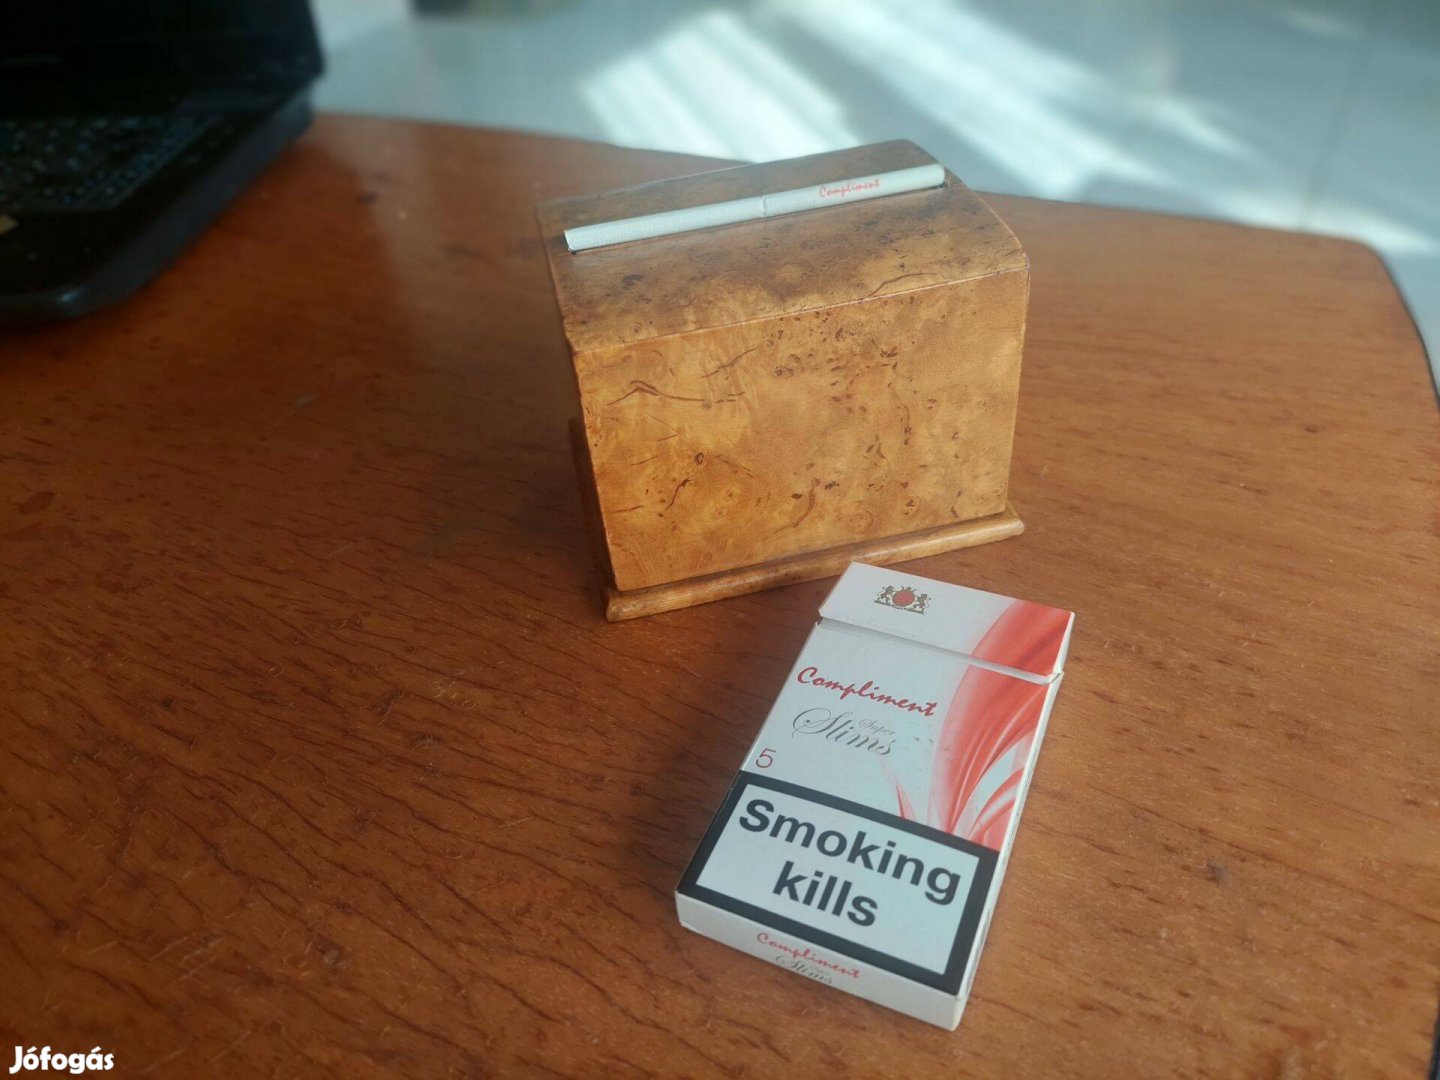 Compliment
Compliment
Super
Slims
5
Smoking
kills
Compliment
Slims
Jófogás